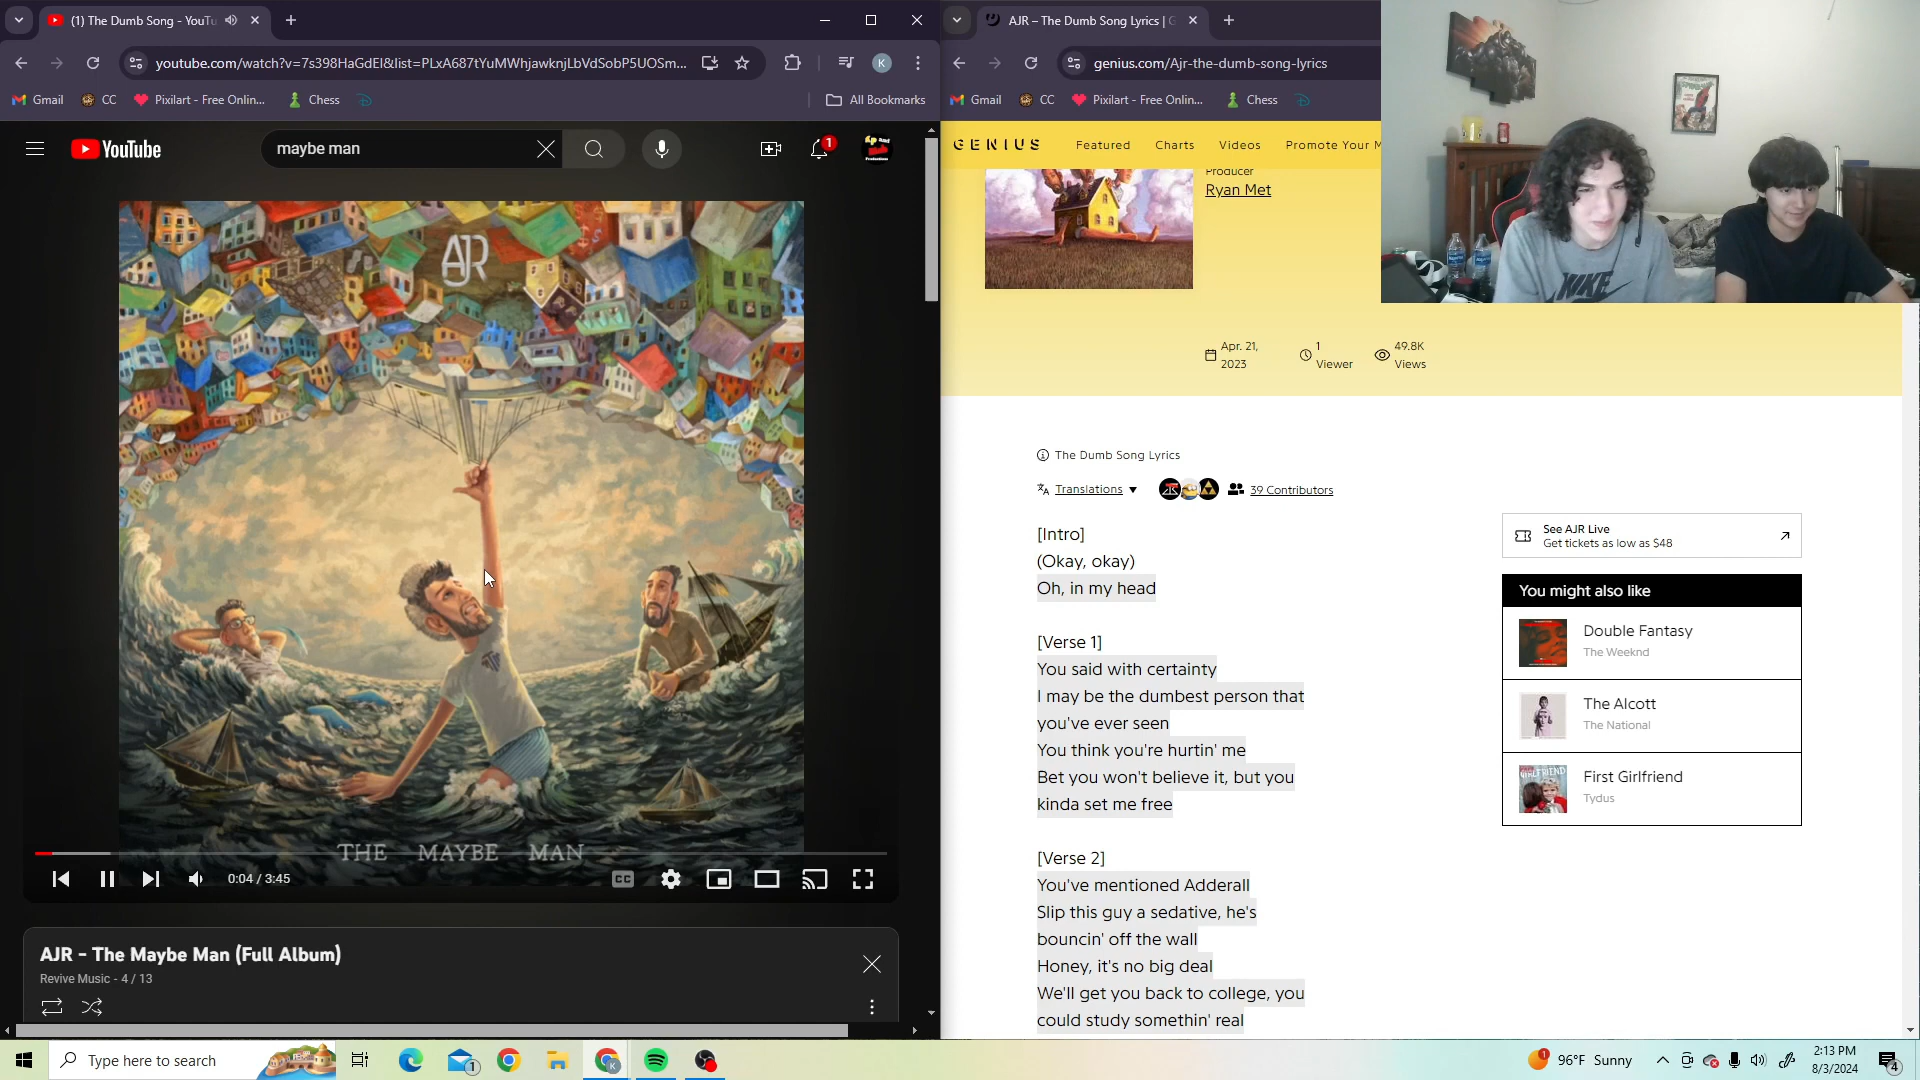 (1) The Dumb Song - YouTu
youtube.com/watch?v=7s398HaGdEI&list=PLxA687tYuMWhjawknjLbVdSobP5UOSm...
K
Gmail
CC
Pixilart - Free Onlin...
Chess
All Bookmarks
YouTube
maybe man
1
AJR
THE MAYBE MAN
0:04 / 3:45
CC
AJR - The Maybe Man (Full Album)
Revive Music - 4 / 13
AJR – The Dumb Song Lyrics | G
genius.com/Ajr-the-dumb-song-lyrics
Gmail
CC
Pixilart - Free Onlin...
Chess
GENIUS
Featured
Charts
Videos
Promote Your M
Producer
Ryan Met
Apr. 21,
2023
1
Viewer
49.8K
Views
The Dumb Song Lyrics
Translations
39 Contributors
[Intro]
(Okay, okay)
Oh, in my head
[Verse 1]
You said with certainty
I may be the dumbest person that
you've ever seen
You think you're hurtin' me
Bet you won't believe it, but you
kinda set me free
[Verse 2]
You've mentioned Adderall
Slip this guy a sedative, he's
bouncin' off the wall
Honey, it's no big deal
We'll get you back to college, you
could study somethin' real
See AJR Live
Get tickets as low as $48
You might also like
Double Fantasy
The Weeknd
The Alcott
The National
First Girlfriend
Tydus
NIKE
Type here to search
1
K
1
96°F Sunny
2:13 PM
8/3/2024
4